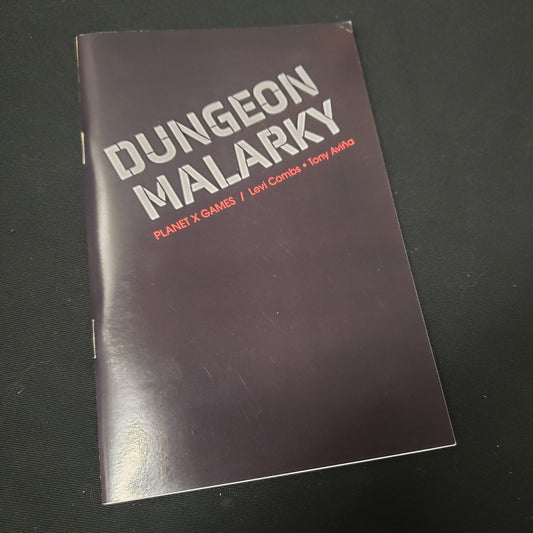 DUNGEON
MALARKY
PLANET X GAMES / Levi Combs • Tony Aviña